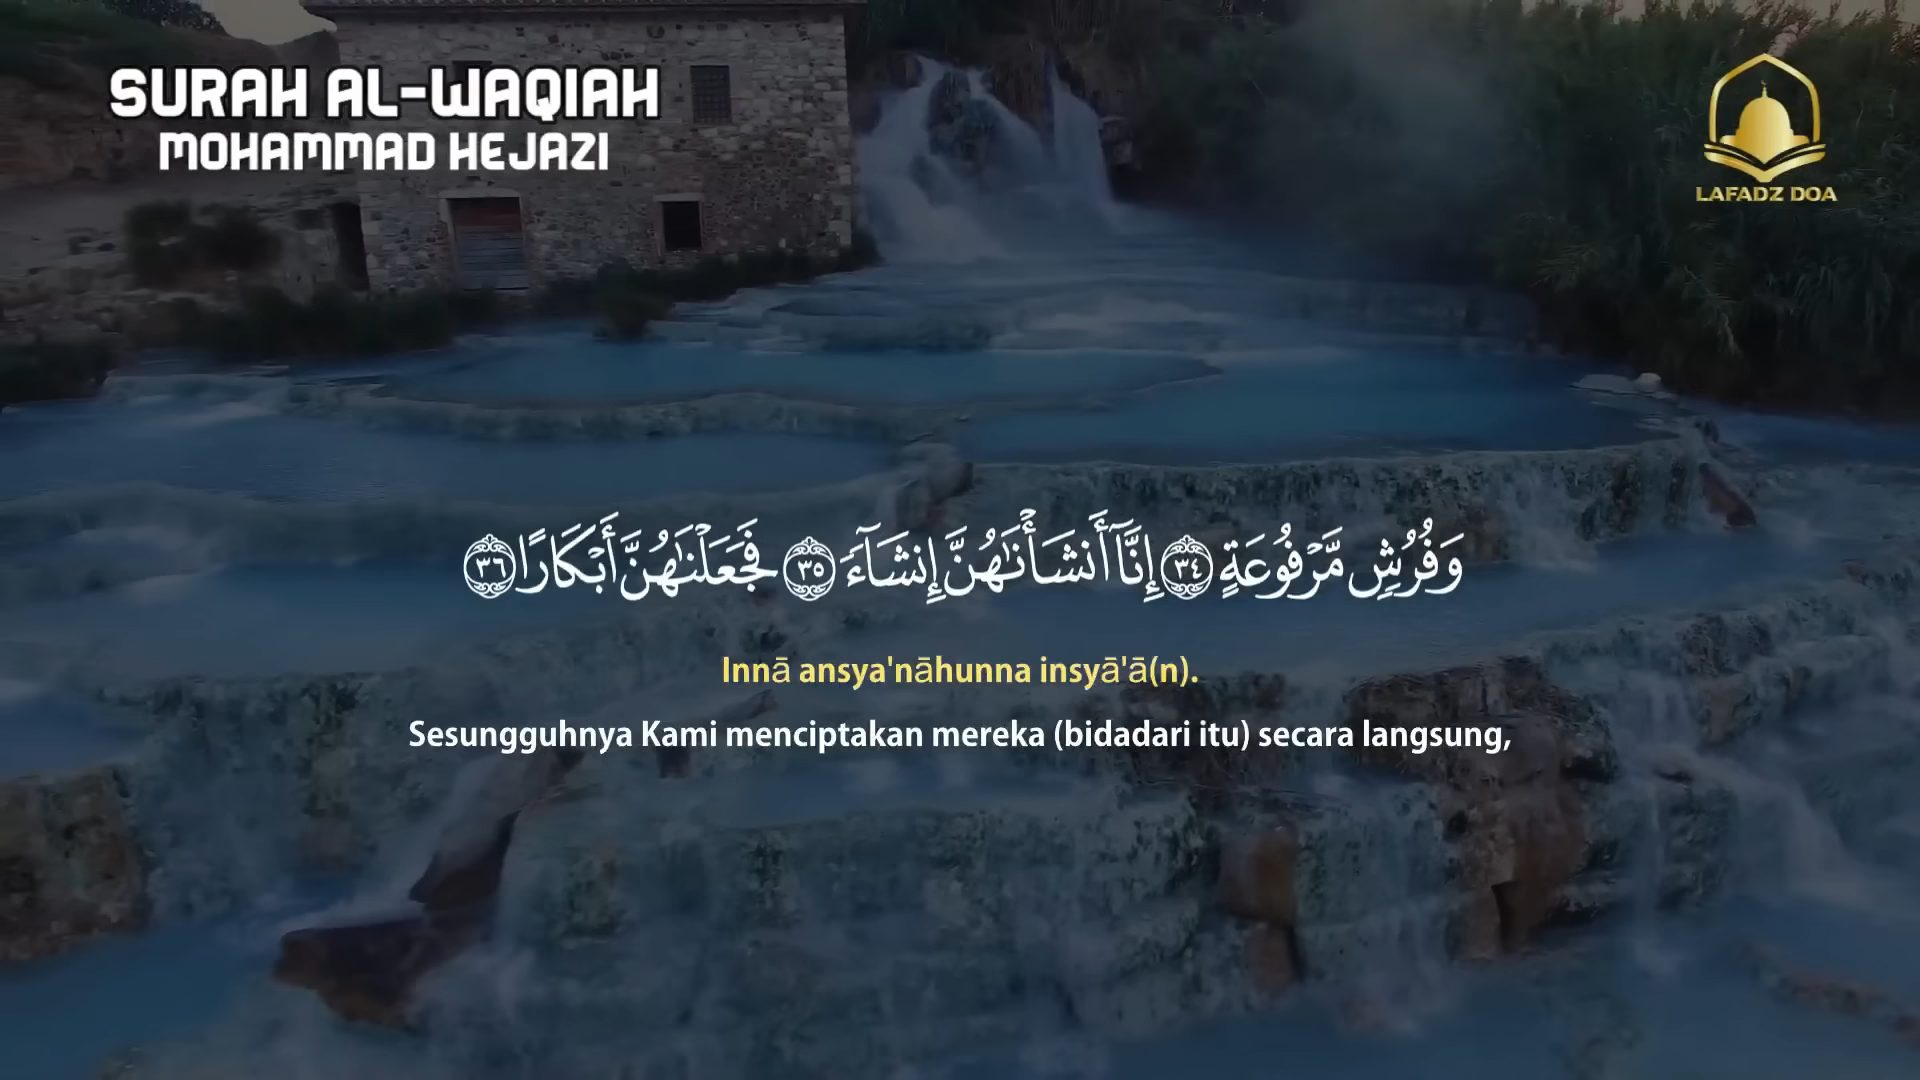 SURAH AL-WAQIAH
MOHAMMAD HEJAZI
LAFADZ DOA
وَفُرُشٍ مَّرْفُوعَةٍ ٣٤ إِنَّآ أَنشَأْنَٰهُنَّ إِنشَآءً ٣٥ فَجَعَلْنَٰهُنَّ أَبْكَارًا ٣٦
Innā ansya'nāhunna insyā'ā(n).
Sesungguhnya Kami menciptakan mereka (bidadari itu) secara langsung,